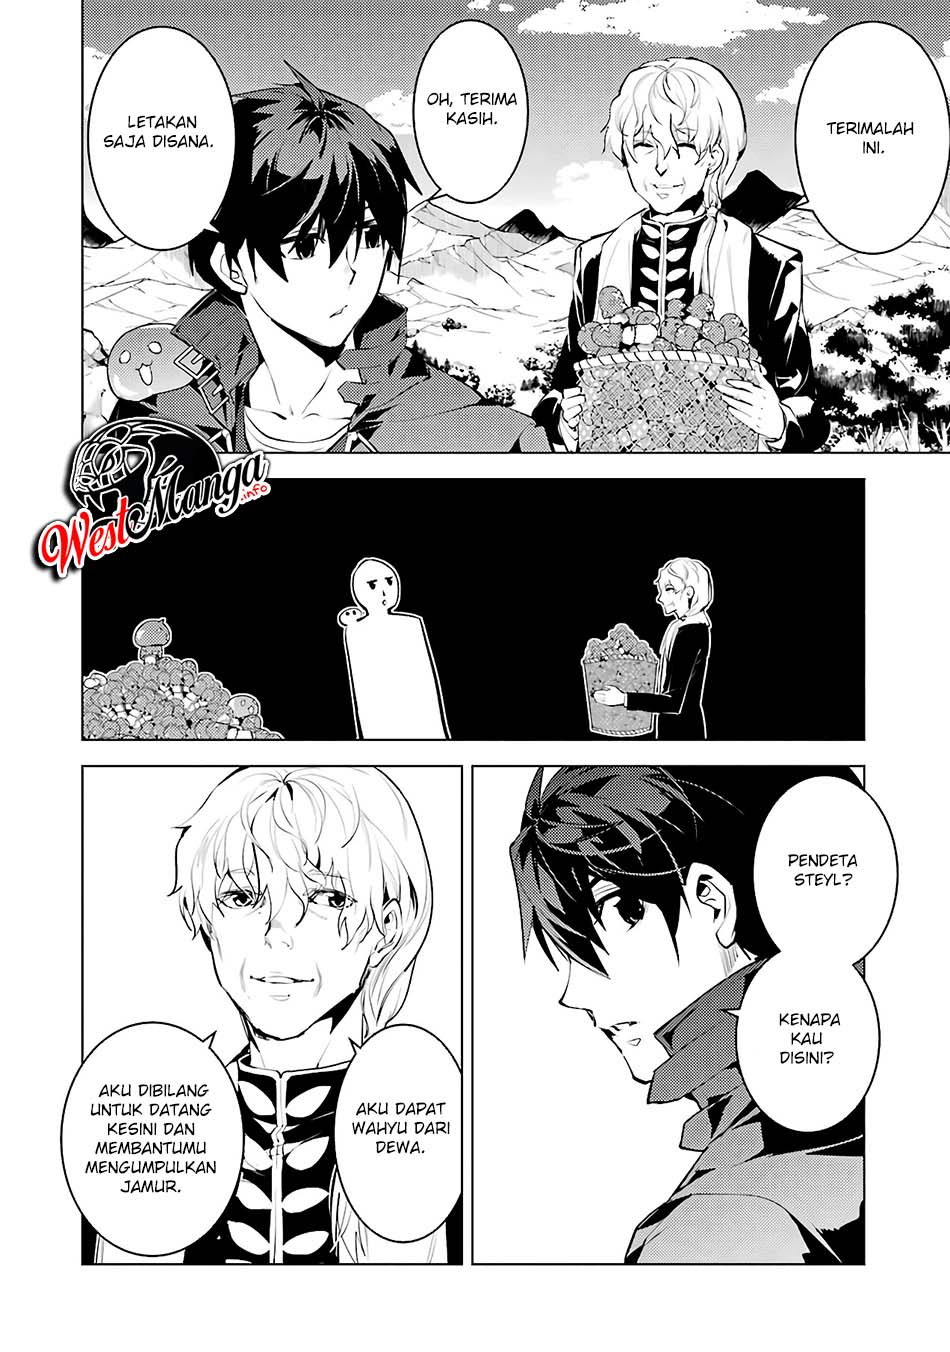 TERIMALAH
INI.
OH, TERIMA
KASIH.
LETAKAN
SAJA DISANA.
WestManga
.info
PENDETA
STEYL?
KENAPA
KAU
DISINI?
AKU DAPAT
WAHYU DARI
DEWA.
AKU DIBILANG
UNTUK DATANG
KESINI DAN
MEMBANTUMU
MENGUMPULKAN
JAMUR.